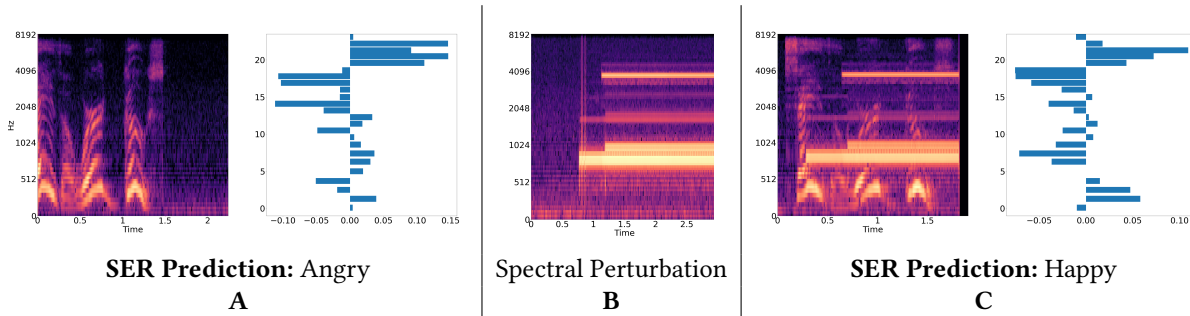 8192
4096
2048
1024
512
0
Hz
0 0.5 1 1.5 2
Time
20
15
10
5
0
−0.10 −0.05 0.00 0.05 0.10 0.15
SER Prediction: Angry
A
8192
4096
2048
1024
512
0
0 0.5 1 1.5 2 2.5
Time
Spectral Perturbation
B
8192
4096
2048
1024
512
0
0 0.5 1 1.5
Time
20
15
10
5
0
−0.05 0.00 0.05 0.10
SER Prediction: Happy
C